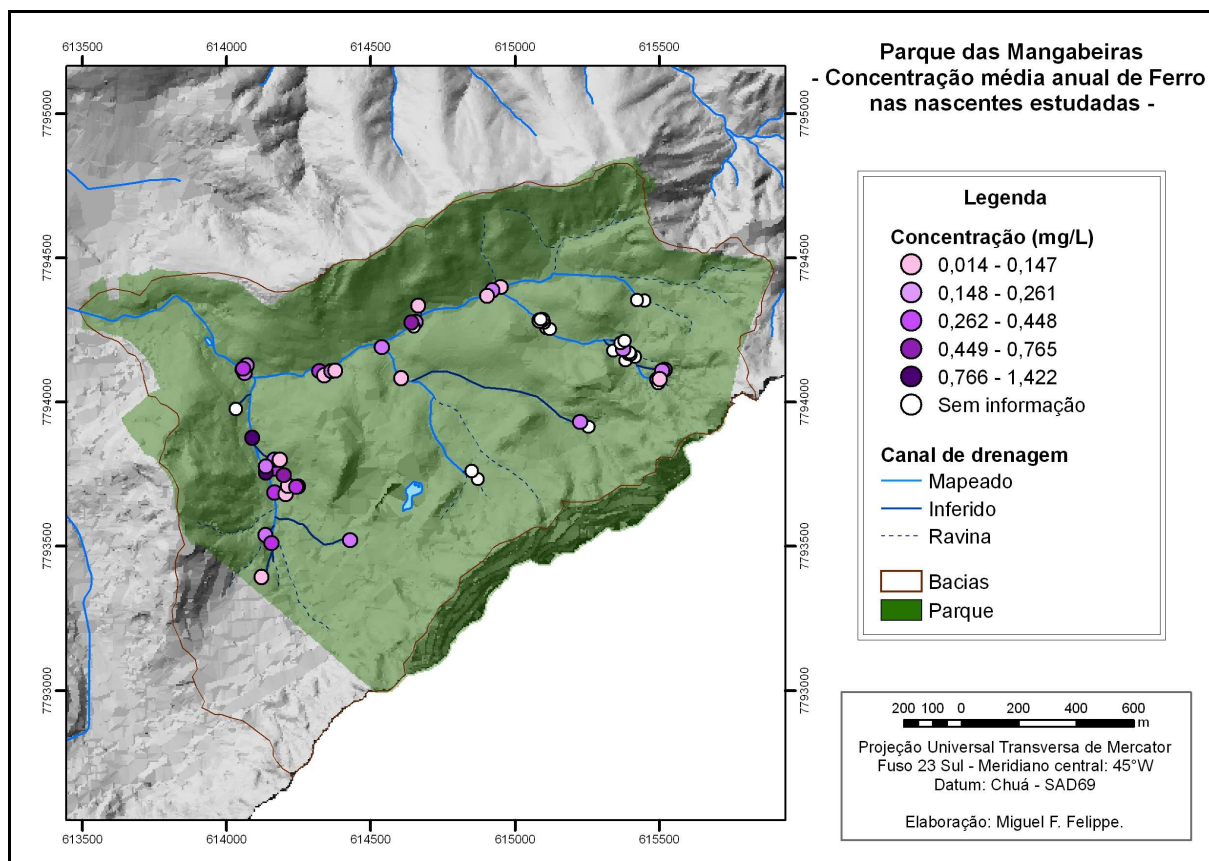 Parque das Mangabeiras
- Concentração média anual de Ferro
nas nascentes estudadas -
613500 614000 614500 615000 615500
7795000 7795000
7794500 7794500
7794000 7794000
7793500 7793500
7793000 7793000
613500 614000 614500 615000 615500
Legenda
Concentração (mg/L)
0,014 - 0,147
0,148 - 0,261
0,262 - 0,448
0,449 - 0,765
0,766 - 1,422
Sem informação
Canal de drenagem
Mapeado
Inferido
Ravina
Bacias
Parque
200 100 0 200 400 600
m
Projeção Universal Transversa de Mercator
Fuso 23 Sul - Meridiano central: 45°W
Datum: Chuá - SAD69
Elaboração: Miguel F. Felippe.